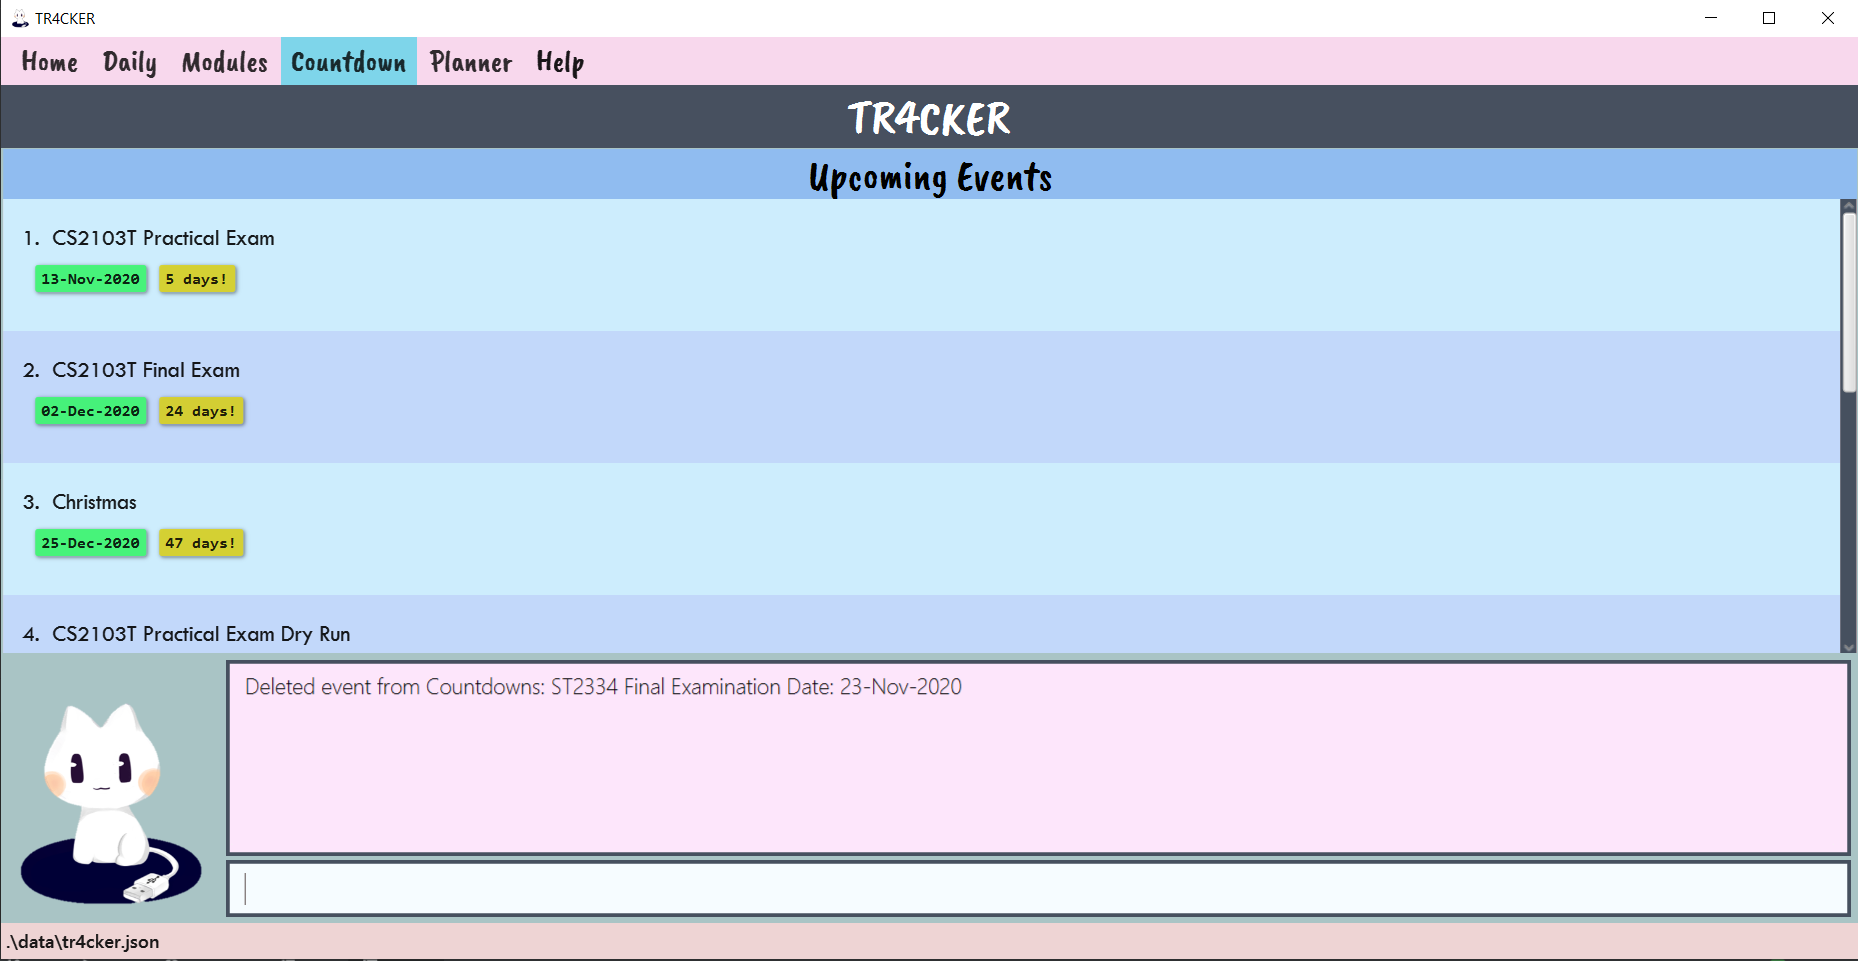 TR4CKER
Home Daily Modules Countdown Planner Help
TR4CKER
Upcoming Events
1. CS2103T Practical Exam
13-Nov-2020 5 days!
2. CS2103T Final Exam
02-Dec-2020 24 days!
3. Christmas
25-Dec-2020 47 days!
4. CS2103T Practical Exam Dry Run
Deleted event from Countdowns: ST2334 Final Examination Date: 23-Nov-2020
.\data\tr4cker.json